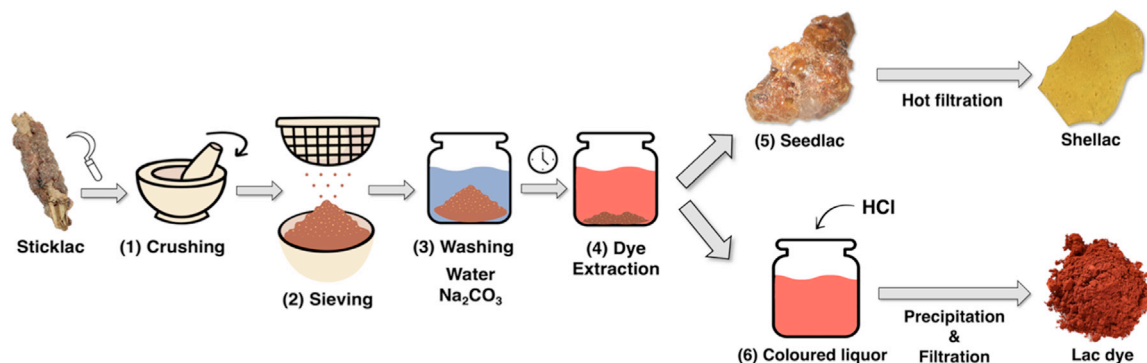 Sticklac
(1) Crushing
(2) Sieving
(3) Washing
Water
Na₂CO₃
(4) Dye
Extraction
(5) Seedlac
Hot filtration
Shellac
HCl
(6) Coloured liquor
Precipitation
&
Filtration
Lac dye